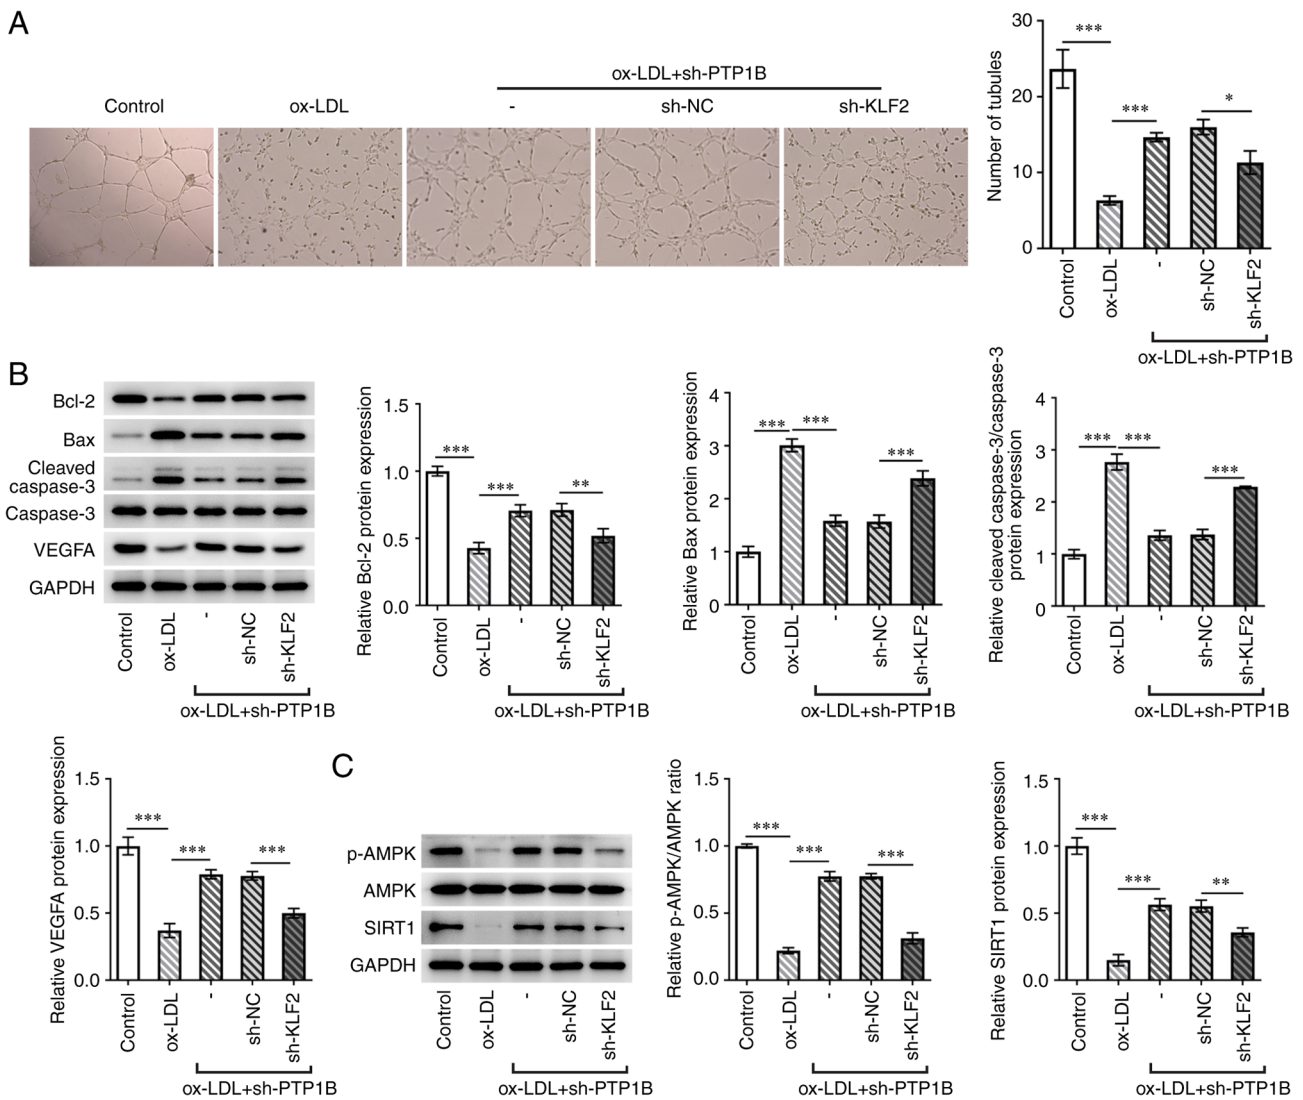 A
ox-LDL+sh-PTP1B
Control
ox-LDL
-
sh-NC
sh-KLF2
Number of tubules
30
20
10
0
***
***
*
Control
ox-LDL
-
sh-NC
sh-KLF2
ox-LDL+sh-PTP1B
B
Bcl-2
Bax
Cleaved
caspase-3
Caspase-3
VEGFA
GAPDH
Control
ox-LDL
-
sh-NC
sh-KLF2
ox-LDL+sh-PTP1B
Relative Bcl-2 protein expression
1.5
1.0
0.5
0.0
***
***
**
Control
ox-LDL
-
sh-NC
sh-KLF2
ox-LDL+sh-PTP1B
Relative Bax protein expression
4
3
2
1
0
***
***
***
Control
ox-LDL
-
sh-NC
sh-KLF2
ox-LDL+sh-PTP1B
Relative cleaved caspase-3/caspase-3
protein expression
4
3
2
1
0
***
***
***
Control
ox-LDL
-
sh-NC
sh-KLF2
ox-LDL+sh-PTP1B
Relative VEGFA protein expression
1.5
1.0
0.5
0.0
***
***
***
Control
ox-LDL
-
sh-NC
sh-KLF2
ox-LDL+sh-PTP1B
C
p-AMPK
AMPK
SIRT1
GAPDH
Control
ox-LDL
-
sh-NC
sh-KLF2
ox-LDL+sh-PTP1B
Relative p-AMPK/AMPK ratio
1.5
1.0
0.5
0.0
***
***
***
Control
ox-LDL
-
sh-NC
sh-KLF2
ox-LDL+sh-PTP1B
Relative SIRT1 protein expression
1.5
1.0
0.5
0.0
***
***
**
Control
ox-LDL
-
sh-NC
sh-KLF2
ox-LDL+sh-PTP1B